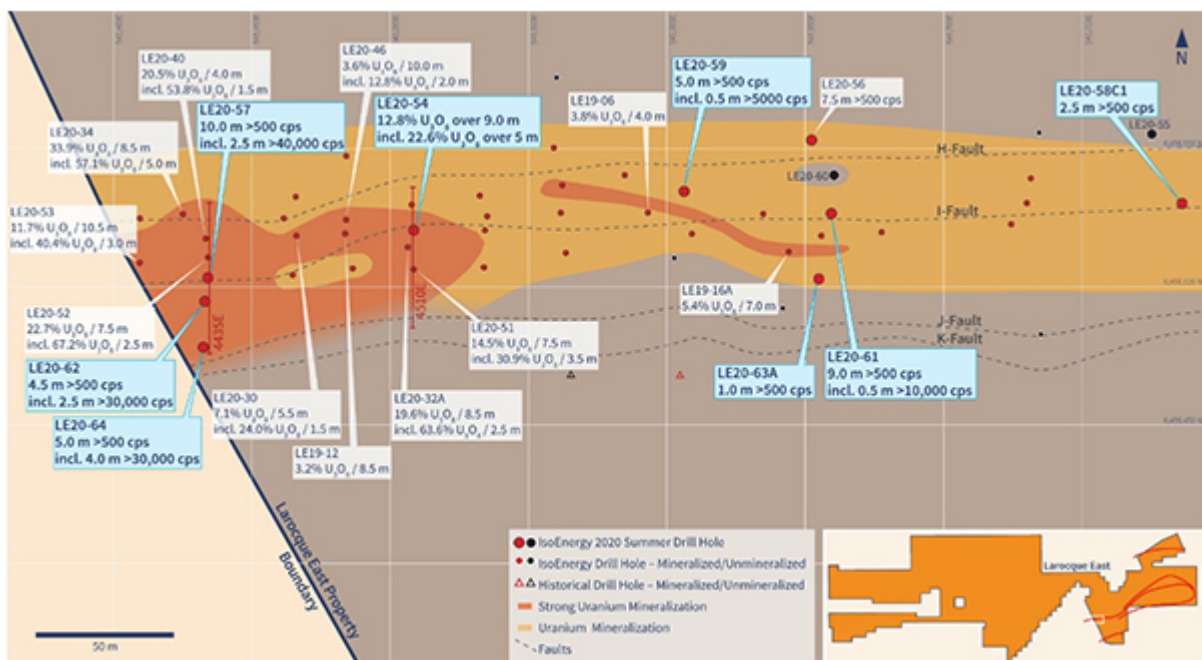 LE20-40
20.5% U₃O₈ / 4.0 m
incl. 53.8% U₃O₈ / 1.5 m
LE20-46
3.6% U₃O₈ / 10.0 m
incl. 12.8% U₃O₈ / 2.0 m
LE20-59
5.0 m >500 cps
incl. 0.5 m >5000 cps
LE20-56
7.5 m >500 cps
N
LE20-58C1
2.5 m >500 cps
LE20-55
LE20-57
10.0 m >500 cps
incl. 2.5 m >40,000 cps
LE20-54
12.8% U₃O₈ over 9.0 m
incl. 22.6% U₃O₈ over 5 m
LE19-06
3.8% U₃O₈ / 4.0 m
LE20-34
33.9% U₃O₈ / 8.5 m
incl. 57.1% U₃O₈ / 5.0 m
H-Fault
LE20-60
I-Fault
LE20-53
11.7% U₃O₈ / 10.5 m
incl. 40.4% U₃O₈ / 3.0 m
LE19-16A
5.4% U₃O₈ / 7.0 m
4435E
4510E
LE20-52
22.7% U₃O₈ / 7.5 m
incl. 67.2% U₃O₈ / 2.5 m
LE20-51
14.5% U₃O₈ / 7.5 m
incl. 30.9% U₃O₈ / 3.5 m
J-Fault
K-Fault
LE20-62
4.5 m >500 cps
incl. 2.5 m >30,000 cps
LE20-63A
1.0 m >500 cps
LE20-61
9.0 m >500 cps
incl. 0.5 m >10,000 cps
LE20-30
7.1% U₃O₈ / 5.5 m
incl. 24.0% U₃O₈ / 1.5 m
LE20-32A
19.6% U₃O₈ / 8.5 m
incl. 63.6% U₃O₈ / 2.5 m
LE20-64
5.0 m >500 cps
incl. 4.0 m >30,000 cps
LE19-12
3.2% U₃O₈ / 8.5 m
Larocque East Property
Boundary
IsoEnergy 2020 Summer Drill Hole
IsoEnergy Drill Hole – Mineralized/Unmineralized
Historical Drill Hole – Mineralized/Unmineralized
Strong Uranium Mineralization
Uranium Mineralization
Faults
Larocque East
50 m